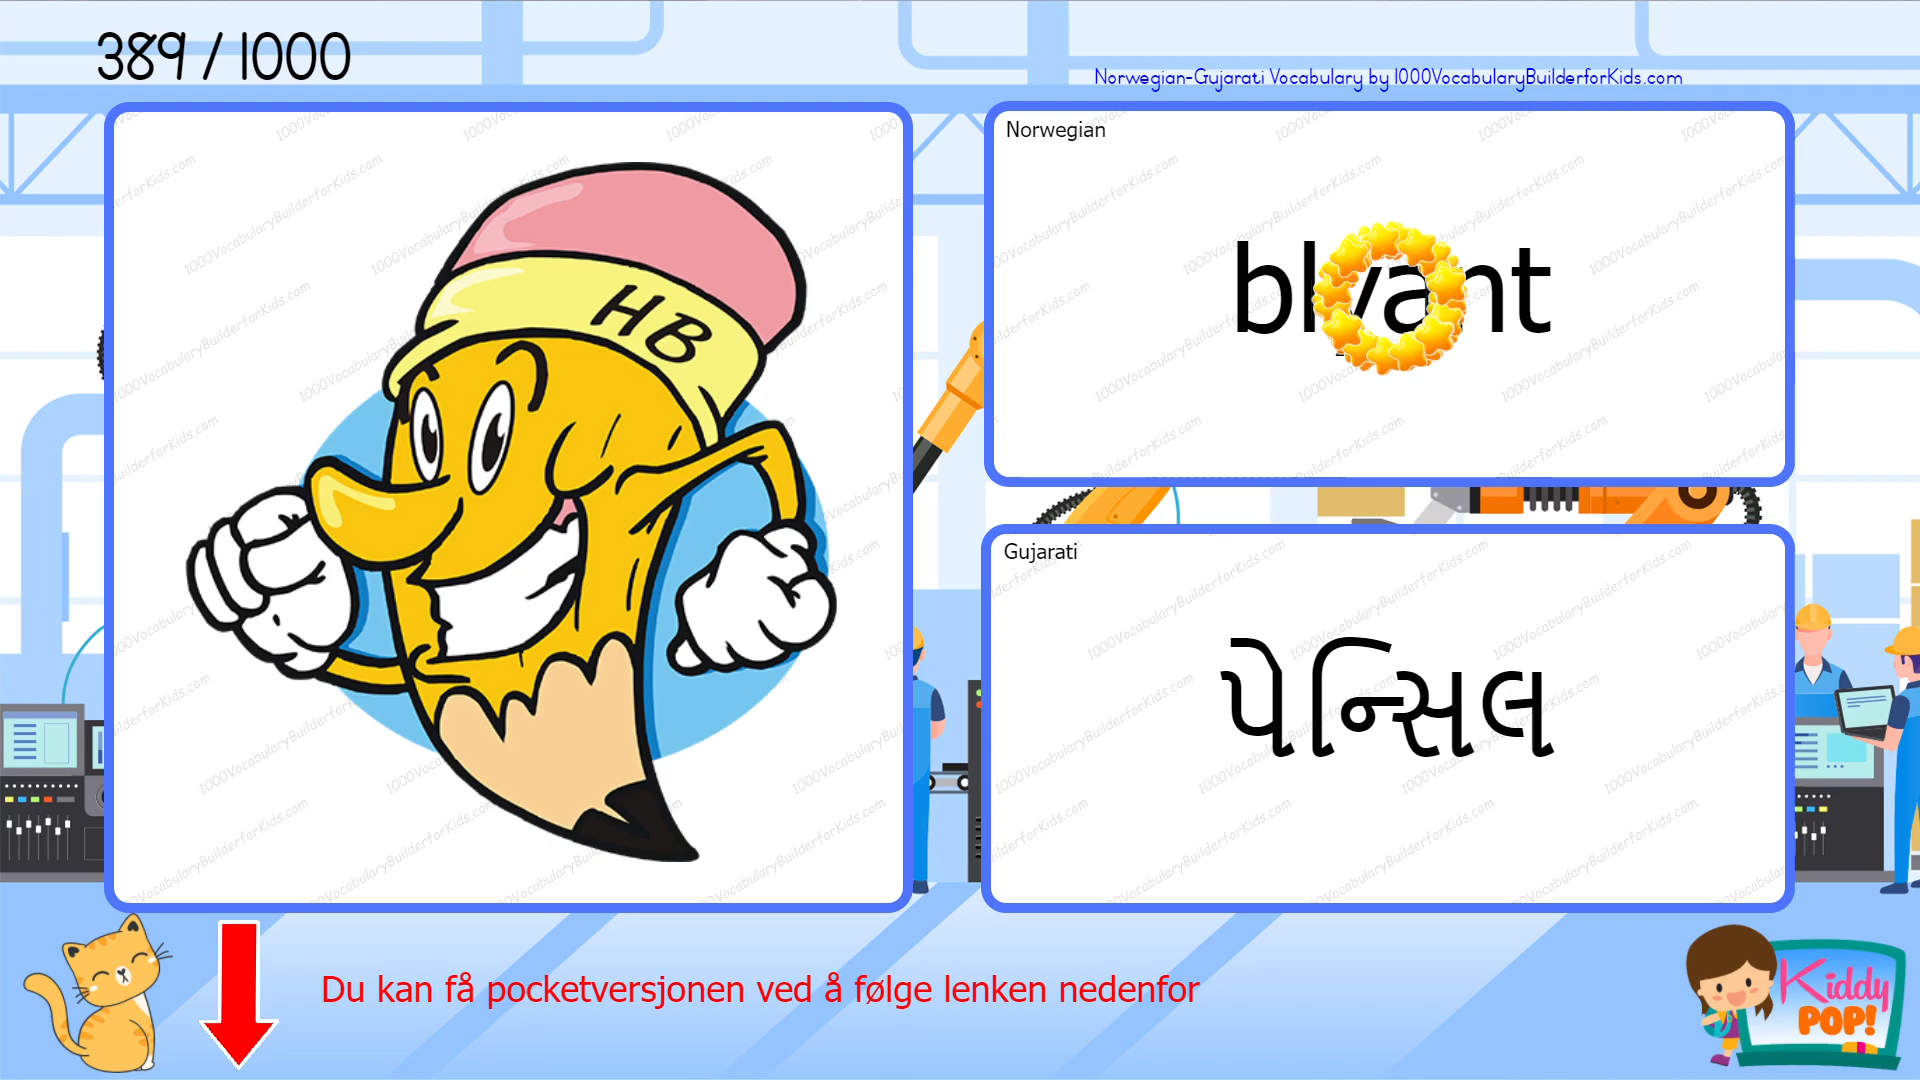 389 / 1000
Norwegian-Gujarati Vocabulary by 1000VocabularyBuilderforKids.com
HB
Norwegian
blyant
Gujarati
પેન્સિલ
Du kan få pocketversjonen ved å følge lenken nedenfor
Kiddy
POP!